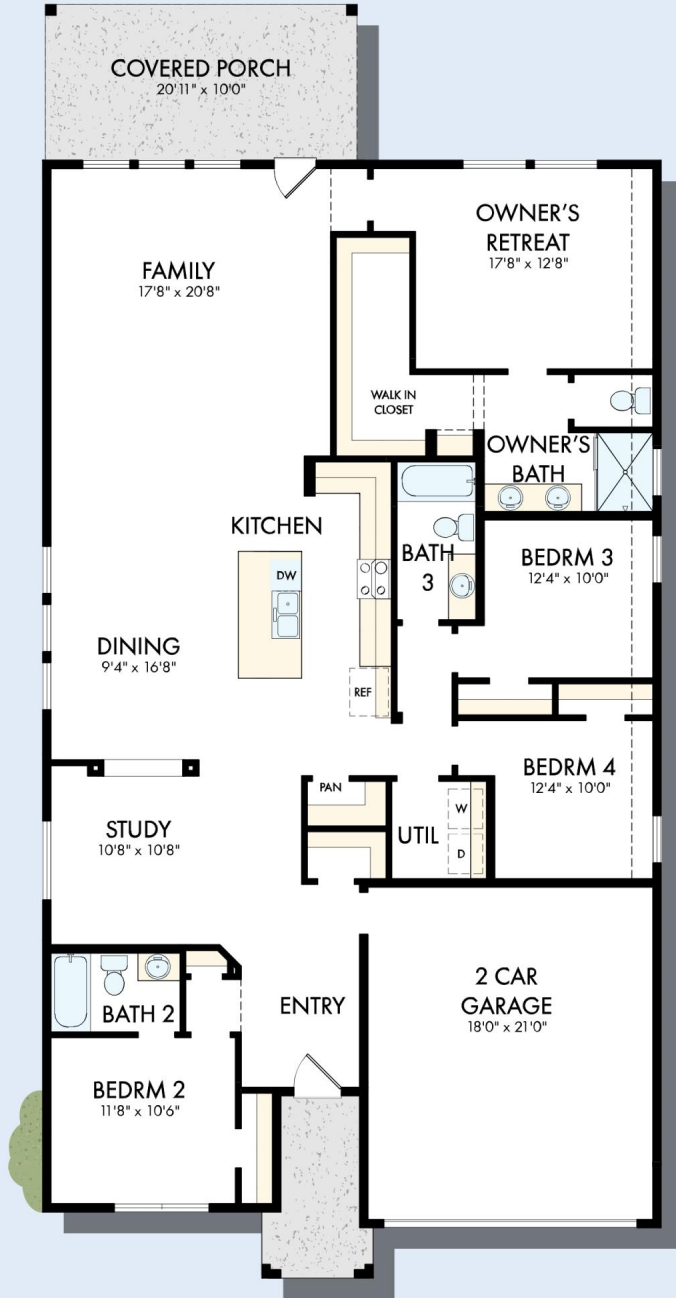 COVERED PORCH
20'11" x 10'0"
OWNER'S
RETREAT
17'8" x 12'8"
FAMILY
17'8" x 20'8"
WALK IN
CLOSET
OWNER'S
BATH
KITCHEN
DW
BATH
3
BEDRM 3
12'4" x 10'0"
DINING
9'4" x 16'8"
REF
BEDRM 4
12'4" x 10'0"
PAN
W
D
UTIL
STUDY
10'8" x 10'8"
2 CAR
GARAGE
18'0" x 21'0"
ENTRY
BATH 2
BEDRM 2
11'8" x 10'6"